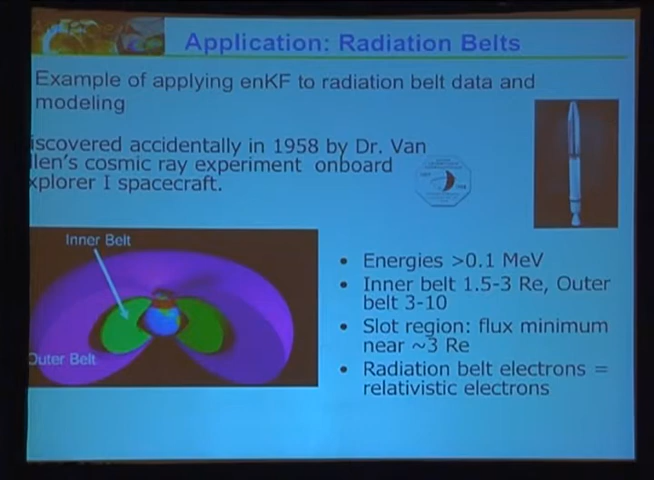 Application: Radiation Belts
Example of applying enKF to radiation belt data and
modeling
iscovered accidentally in 1958 by Dr. Van
llen's cosmic ray experiment onboard
xplorer I spacecraft.
Inner Belt
Outer Belt
• Energies >0.1 MeV
• Inner belt 1.5-3 Re, Outer
belt 3-10
• Slot region: flux minimum
near ~3 Re
• Radiation belt electrons =
relativistic electrons